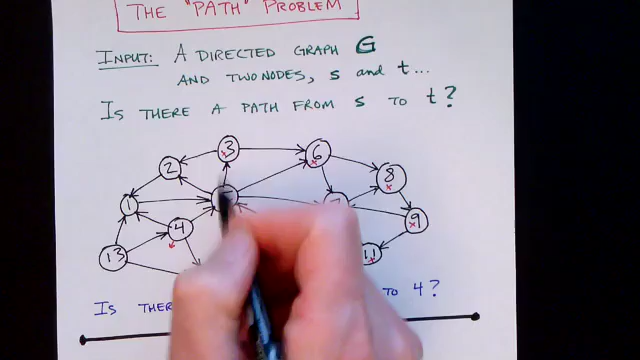 THE "PATH" PROBLEM
INPUT: A DIRECTED GRAPH G
AND TWO NODES, s and t...
IS THERE A PATH FROM s TO t?
3
6
2
8
1
4
9
13
11
IS THERE
TO 4?